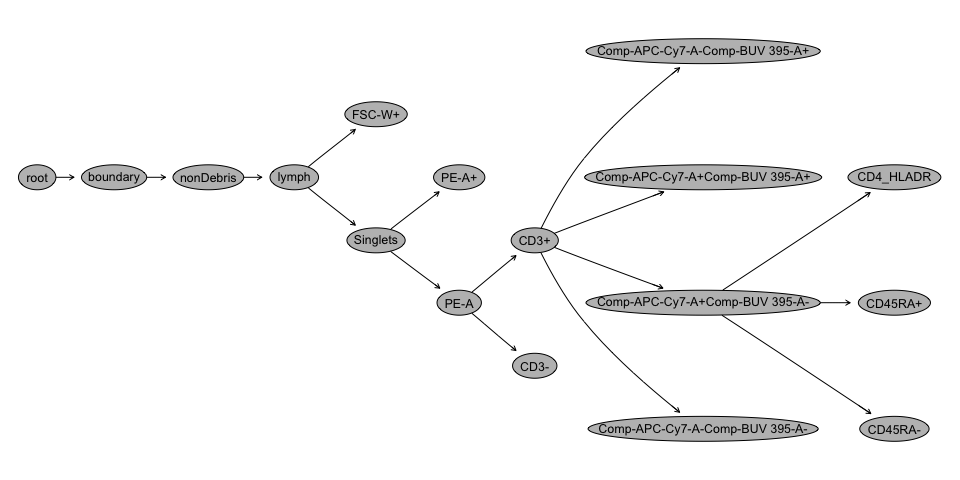 Comp-APC-Cy7-A-Comp-BUV 395-A+
FSC-W+
root
boundary
nonDebris
lymph
PE-A+
Comp-APC-Cy7-A+Comp-BUV 395-A+
CD4_HLADR
Singlets
CD3+
PE-A
Comp-APC-Cy7-A+Comp-BUV 395-A-
CD45RA+
CD3-
Comp-APC-Cy7-A-Comp-BUV 395-A-
CD45RA-